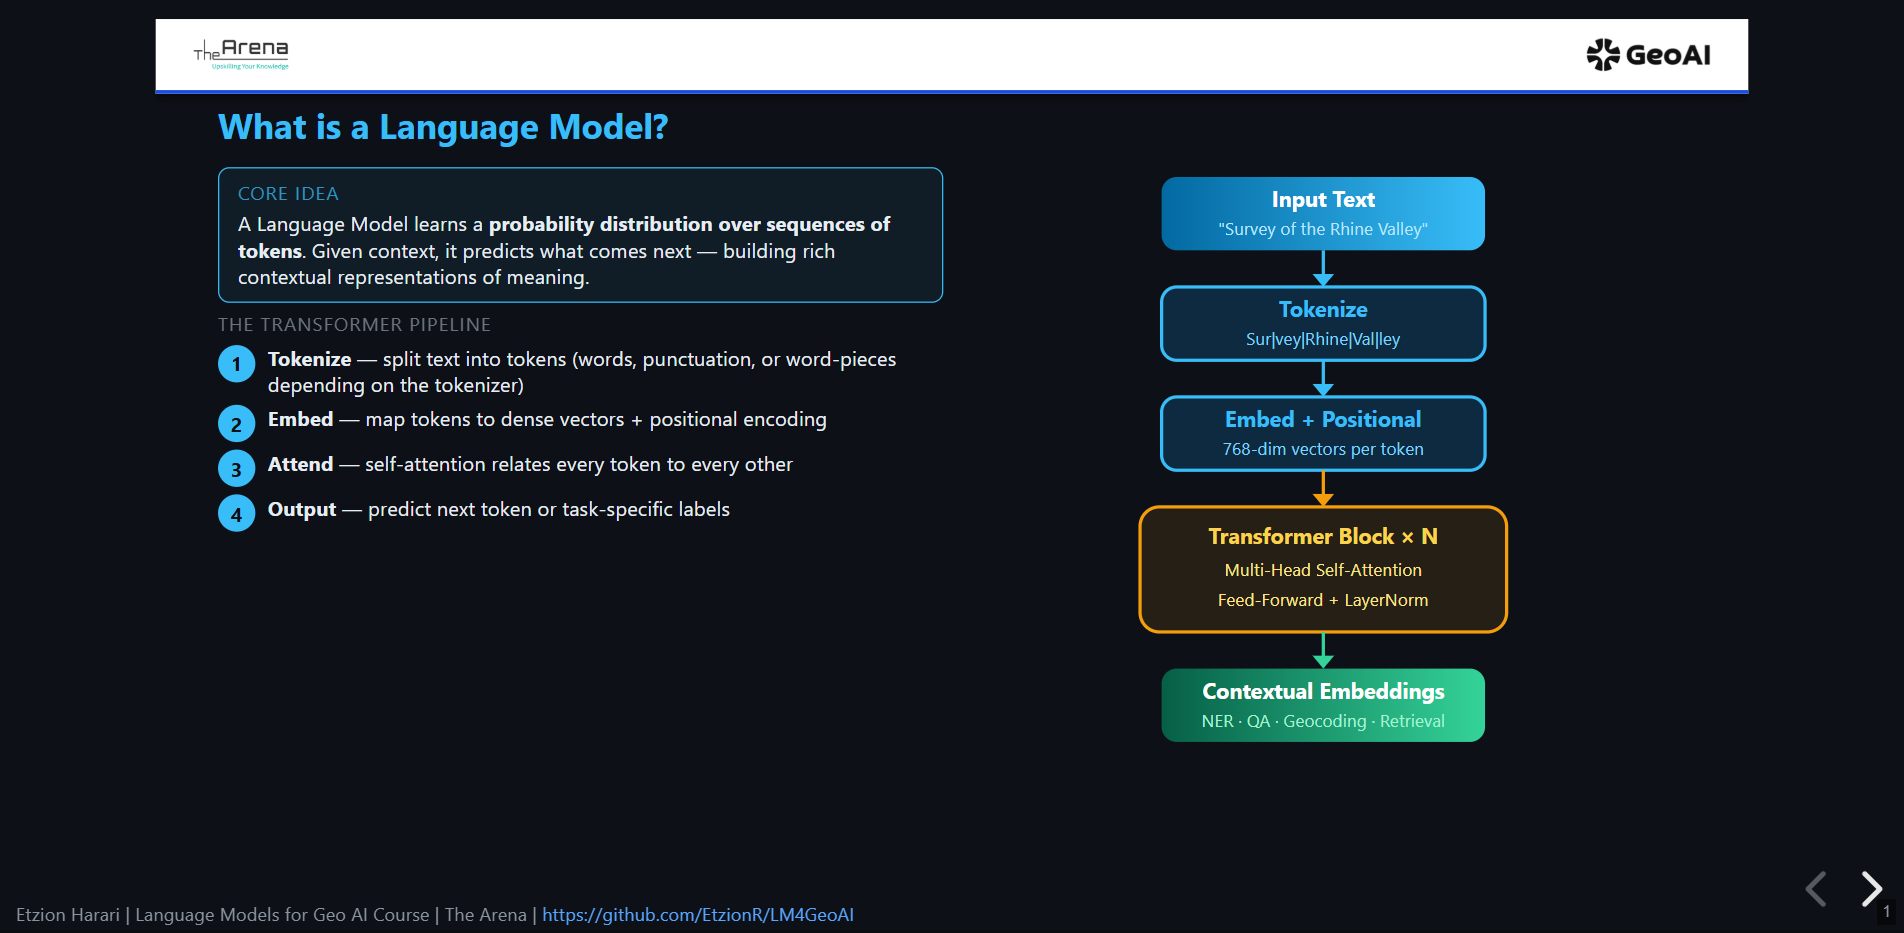 The Arena
Upskilling Your Knowledge
GeoAI
What is a Language Model?
CORE IDEA
A Language Model learns a probability distribution over sequences of
tokens. Given context, it predicts what comes next — building rich
contextual representations of meaning.
THE TRANSFORMER PIPELINE
1 Tokenize — split text into tokens (words, punctuation, or word-pieces
depending on the tokenizer)
2 Embed — map tokens to dense vectors + positional encoding
3 Attend — self-attention relates every token to every other
4 Output — predict next token or task-specific labels
Input Text
"Survey of the Rhine Valley"
Tokenize
Sur|vey|Rhine|Val|ley
Embed + Positional
768-dim vectors per token
Transformer Block × N
Multi-Head Self-Attention
Feed-Forward + LayerNorm
Contextual Embeddings
NER · QA · Geocoding · Retrieval
Etzion Harari | Language Models for Geo AI Course | The Arena | https://github.com/EtzionR/LM4GeoAI
1